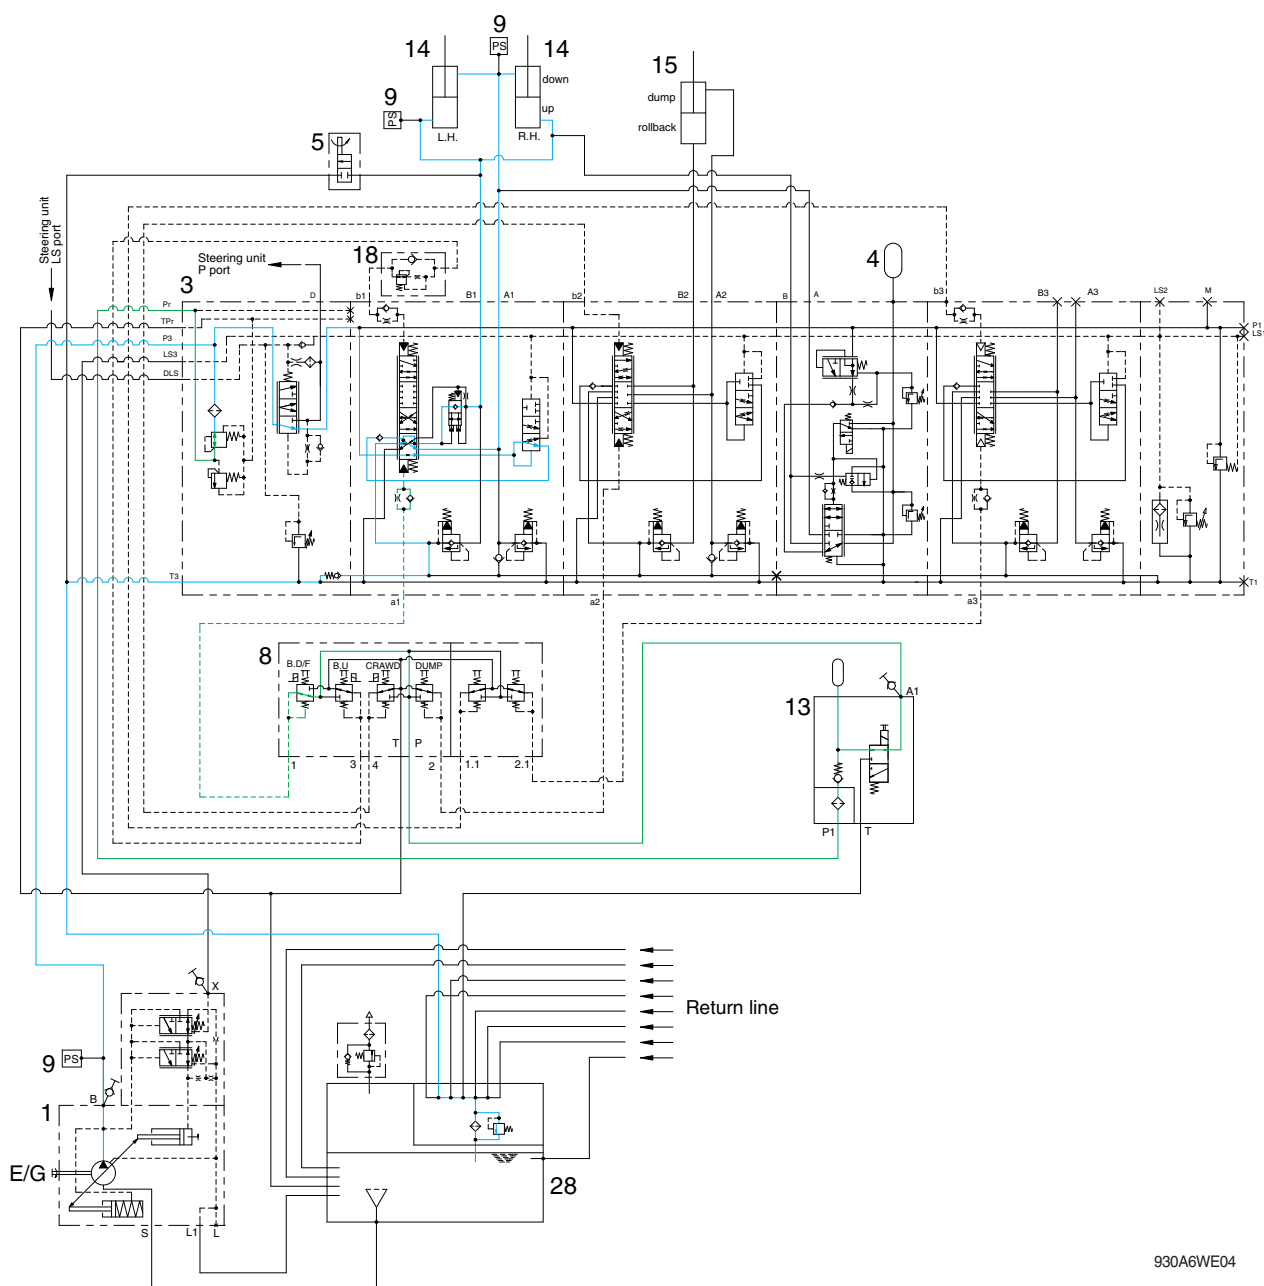 9
PS
14
14
15
down
up
L.H.
R.H.
9
PS
dump
rollback
5
Steering unit
LS port
Steering unit
P port
18
4
3
D
b1
B1
A1
b2
B2
A2
B
A
b3
B3
A3
LS2
M
Pr
TPr
P3
LS3
DLS
P1
LS1
T3
T1
a1
a2
a3
8
B.D/F
B.U
CRAWD
DUMP
T
P
1
3
4
2
1.1
2.1
13
A1
P1
T
X
9
PS
B
1
E/G
S
L1
L
Return line
28
930A6WE04